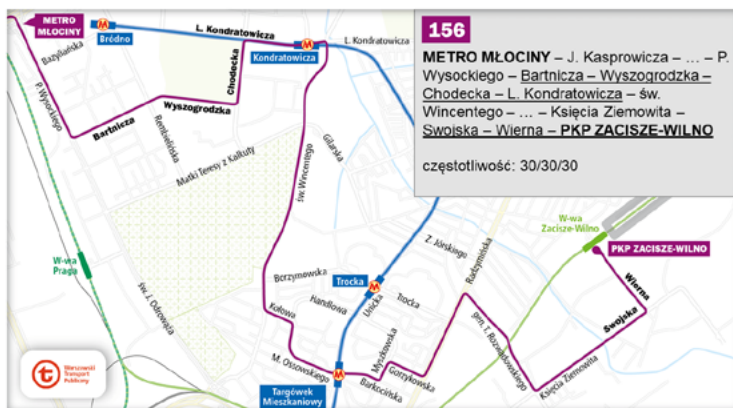 METRO
MŁOCINY
Bródno
L. Kondratowicza
Kondratowicza
L. Kondratowicza
Bazyliańska
P. Wysockiego
Bartnicza
Rembielińska
Wyszogrodzka
Chodecka
Matki Teresy z Kalkuty
św. Wincentego
Gilarska
156
METRO MŁOCINY – J. Kasprowicza – ... – P.
Wysockiego – Bartnicza – Wyszogrodzka –
Chodecka – L. Kondratowicza – św.
Wincentego – ... – Księcia Ziemowita –
Swojska – Wierna – PKP ZACISZE-WILNO
częstotliwość: 30/30/30
W-wa
Praga
św. J. Odrowąża
Borzymowska
Kołowa
Handlowa
Trocka
Unicka
Trocka
Z. Jórskiego
Radzymińska
W-wa
Zacisze-Wilno
PKP ZACISZE-WILNO
Wierna
Swojska
Księcia Ziemowita
gen. T. Rozwadowskiego
M. Ossowskiego
Myszkowska
Gorzykowska
Barkocińska
Targówek
Mieszkaniowy
Warszawski
Transport
Publiczny